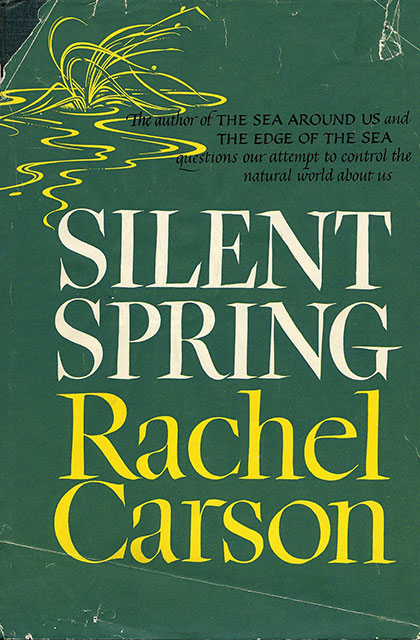 The author of THE SEA AROUND US and
THE EDGE OF THE SEA
questions our attempt to control the
natural world about us
SILENT
SPRING
Rachel
Carson